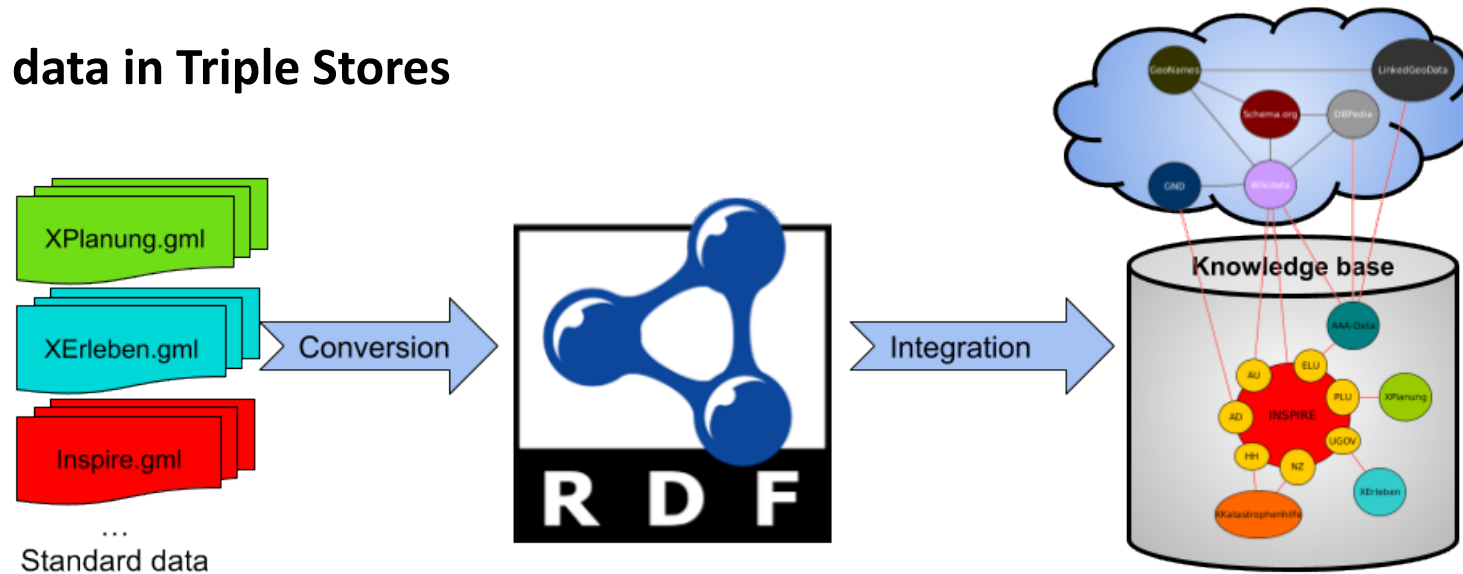 data in Triple Stores
XPlanung.gml
XErleben.gml
Inspire.gml
...
Standard data
Conversion
RDF
Integration
GeoNames
LinkedGeoData
Schema.org
DBPedia
GND
Wikidata
Knowledge base
AAA-Data
ELU
AU
PLU
XPlanung
AD
INSPIRE
UGOV
HH
NZ
XErleben
XKatastrophenhilfe